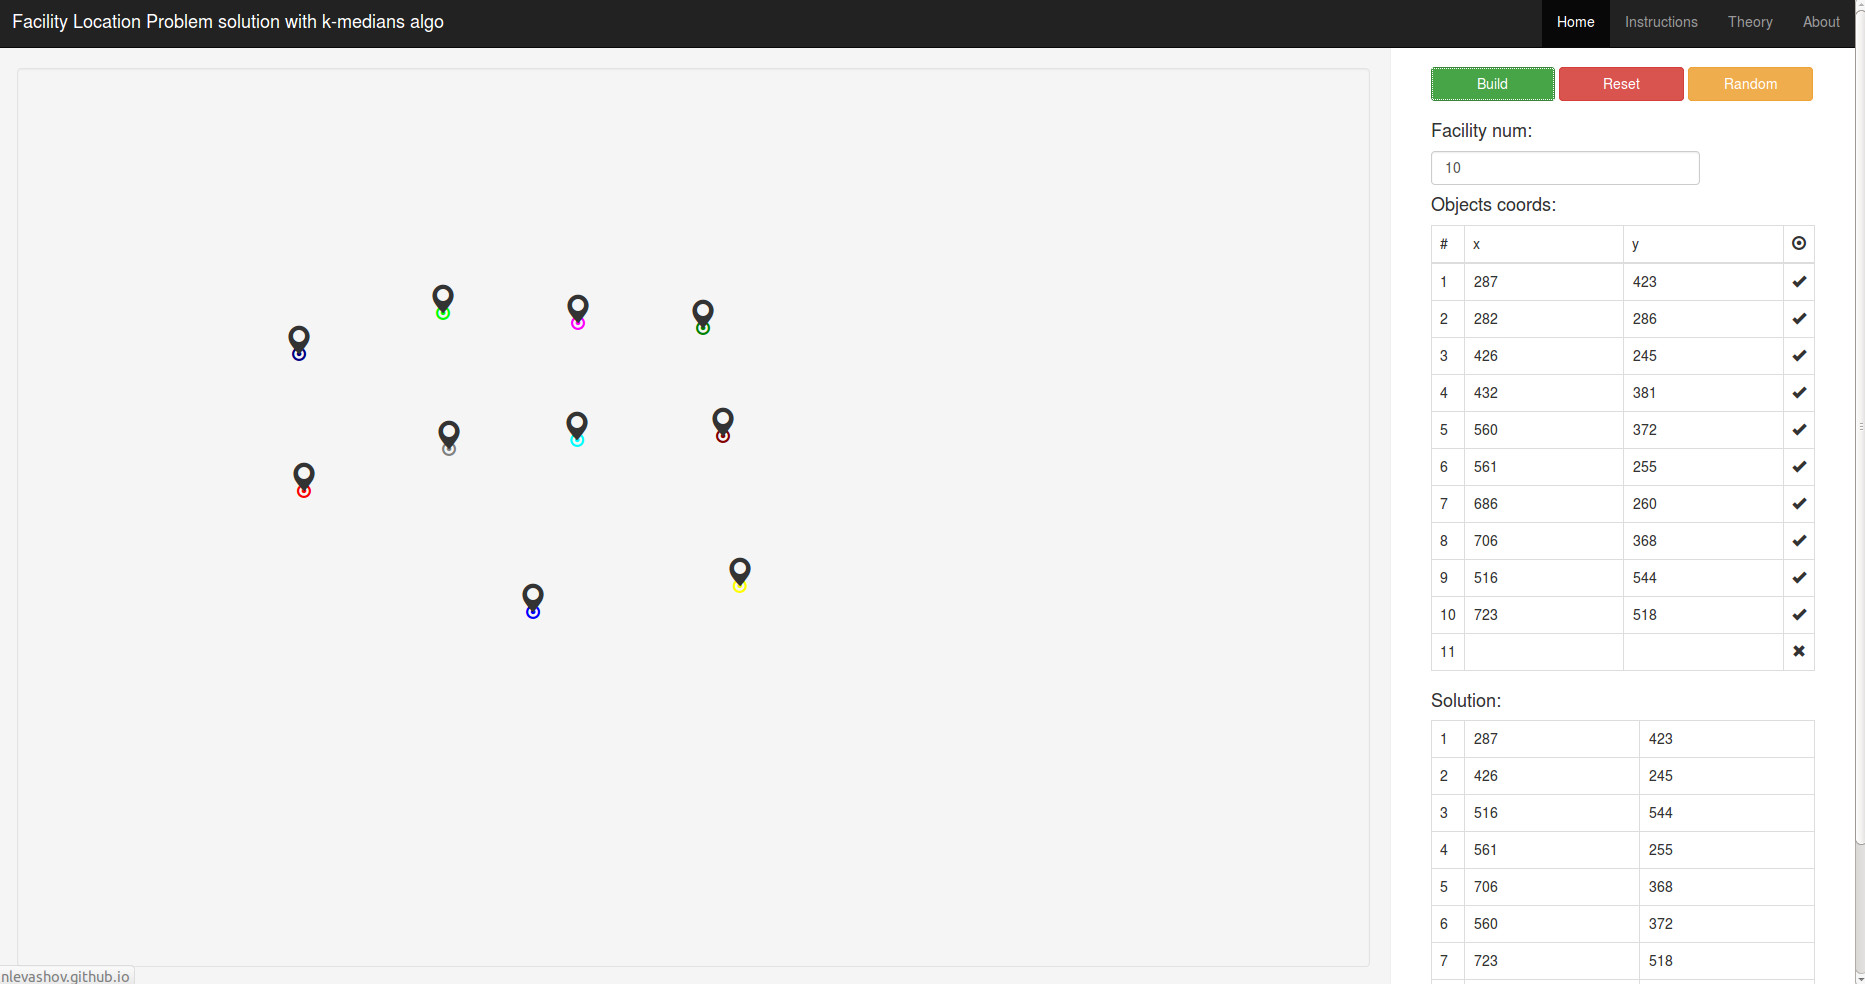 Facility Location Problem solution with k-medians algo Home Instructions Theory About
Build Reset Random
Facility num:
10
Objects coords:
# x y
1 287 423
2 282 286
3 426 245
4 432 381
5 560 372
6 561 255
7 686 260
8 706 368
9 516 544
10 723 518
11
Solution:
1 287 423
2 426 245
3 516 544
4 561 255
5 706 368
6 560 372
7 723 518
nlevashov.github.io